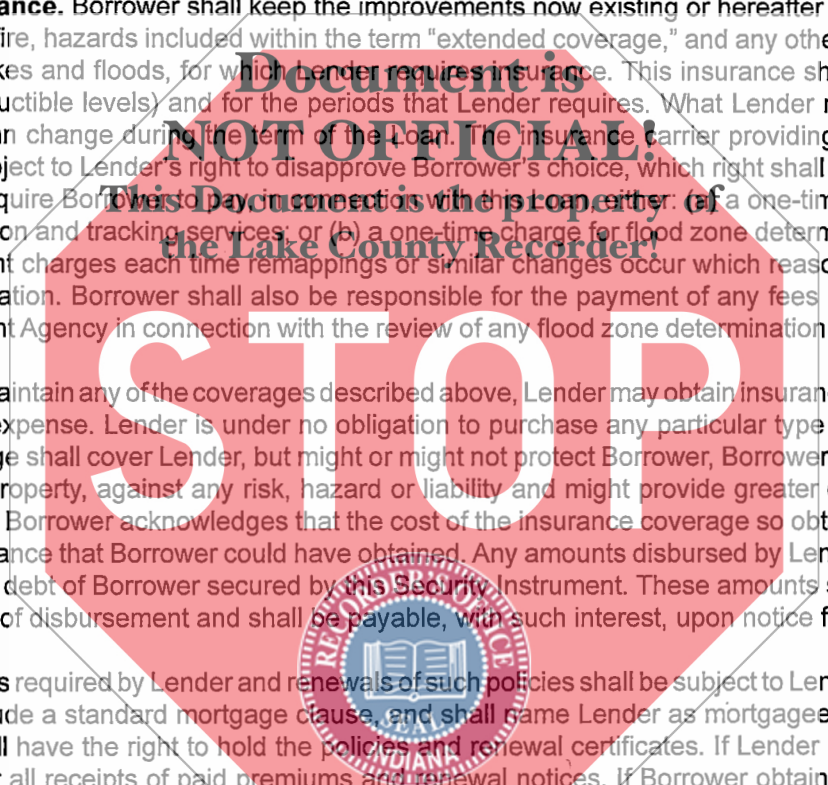 ance. Borrower shall keep the improvements now existing or hereafter
ire, hazards included within the term “extended coverage,” and any othe
Document is
kes and floods, for which Lender requires insurance. This insurance sh
uctible levels) and for the periods that Lender requires. What Lender
NOT OFFICIAL!
n change during the term of the Loan. The insurance carrier providing
ject to Lender's right to disapprove Borrower's choice, which right shall
This Document is the property of
quire Borrower to pay, in connection with this Loan, either: (a) a one-tim
on and tracking services, or (b) a one-time charge for flood zone determ
the Lake County Recorder!
t charges each time remappings or similar changes occur which reaso
ation. Borrower shall also be responsible for the payment of any fees
t Agency in connection with the review of any flood zone determination
STOP
aintain any of the coverages described above, Lender may obtain insuran
xpense. Lender is under no obligation to purchase any particular type
ge shall cover Lender, but might or might not protect Borrower, Borrower
roperty, against any risk, hazard or liability and might provide greater
Borrower acknowledges that the cost of the insurance coverage so obt
ance that Borrower could have obtained. Any amounts disbursed by Len
debt of Borrower secured by this Security Instrument. These amounts
of disbursement and shall be payable, with such interest, upon notice f
RECORDER'S OFFICE
SEAL
INDIANA
s required by Lender and renewals of such policies shall be subject to Len
ude a standard mortgage clause, and shall name Lender as mortgagee
ll have the right to hold the policies and renewal certificates. If Lender
all receipts of paid premiums and renewal notices. If Borrower obtain